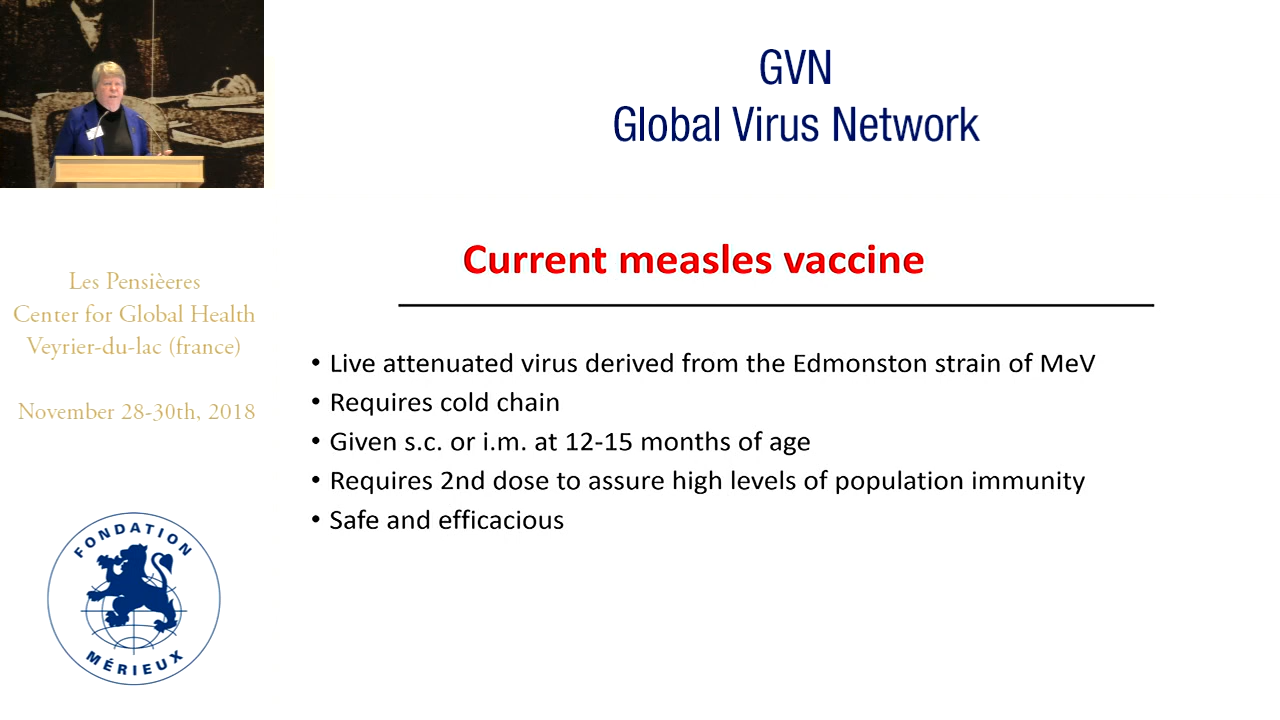 GVN
Global Virus Network
Les Pensièeres
Center for Global Health
Veyrier-du-lac (france)
November 28-30th, 2018
Current measles vaccine
• Live attenuated virus derived from the Edmonston strain of MeV
• Requires cold chain
• Given s.c. or i.m. at 12-15 months of age
• Requires 2nd dose to assure high levels of population immunity
• Safe and efficacious
FONDATION
MÉRIEUX